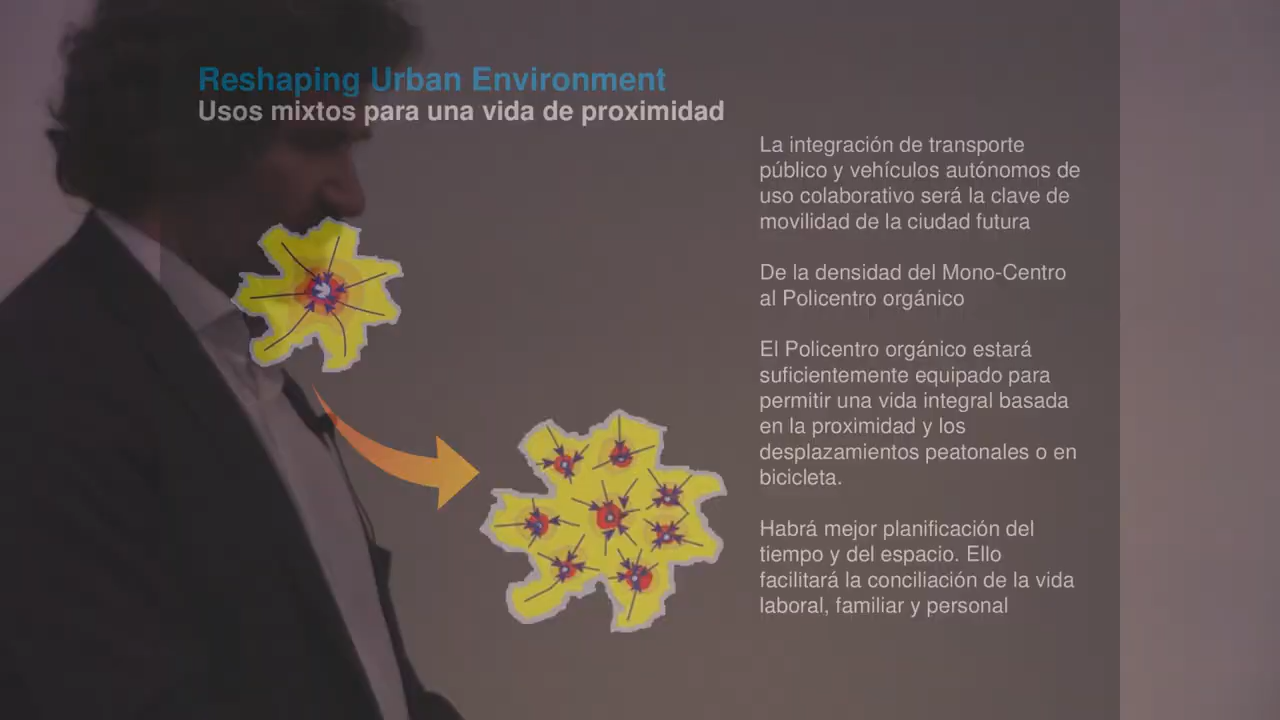 Reshaping Urban Environment
Usos mixtos para una vida de proximidad
La integración de transporte
público y vehículos autónomos de
uso colaborativo será la clave de
movilidad de la ciudad futura
De la densidad del Mono-Centro
al Policentro orgánico
El Policentro orgánico estará
suficientemente equipado para
permitir una vida integral basada
en la proximidad y los
desplazamientos peatonales o en
bicicleta.
Habrá mejor planificación del
tiempo y del espacio. Ello
facilitará la conciliación de la vida
laboral, familiar y personal